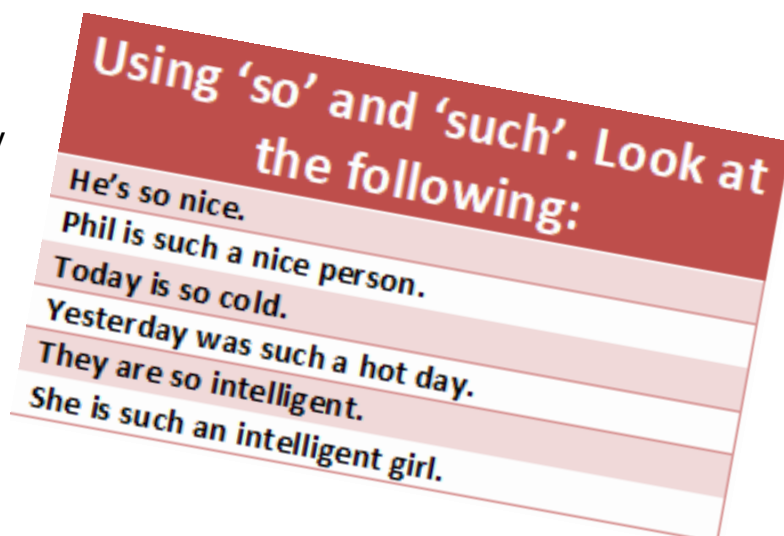 Using ‘so’ and ‘such’. Look at
the following:
He’s so nice.
Phil is such a nice person.
Today is so cold.
Yesterday was such a hot day.
They are so intelligent.
She is such an intelligent girl.